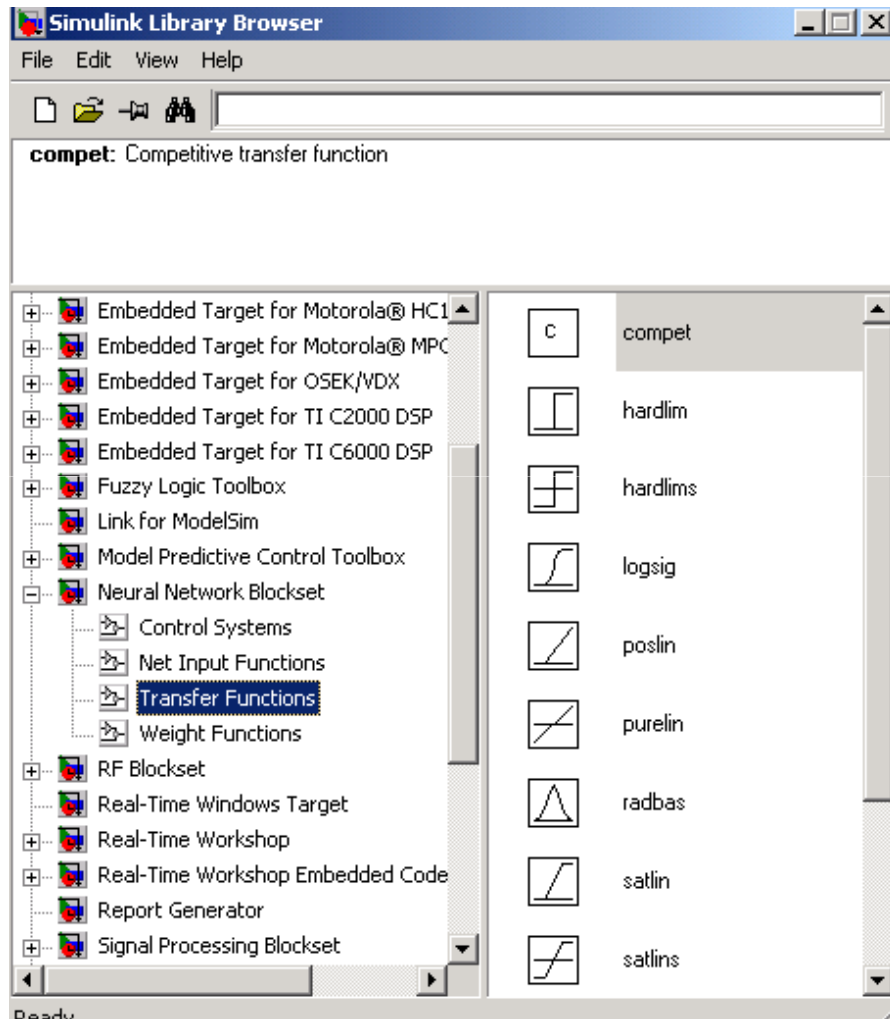 Simulink Library Browser
File Edit View Help
compet: Competitive transfer function
Embedded Target for Motorola® HC1
Embedded Target for Motorola® MPC
Embedded Target for OSEK/VDX
Embedded Target for TI C2000 DSP
Embedded Target for TI C6000 DSP
Fuzzy Logic Toolbox
Link for ModelSim
Model Predictive Control Toolbox
Neural Network Blockset
Control Systems
Net Input Functions
Transfer Functions
Weight Functions
RF Blockset
Real-Time Windows Target
Real-Time Workshop
Real-Time Workshop Embedded Code
Report Generator
Signal Processing Blockset
C compet
hardlim
hardlims
logsig
poslin
purelin
radbas
satlin
satlins
Ready